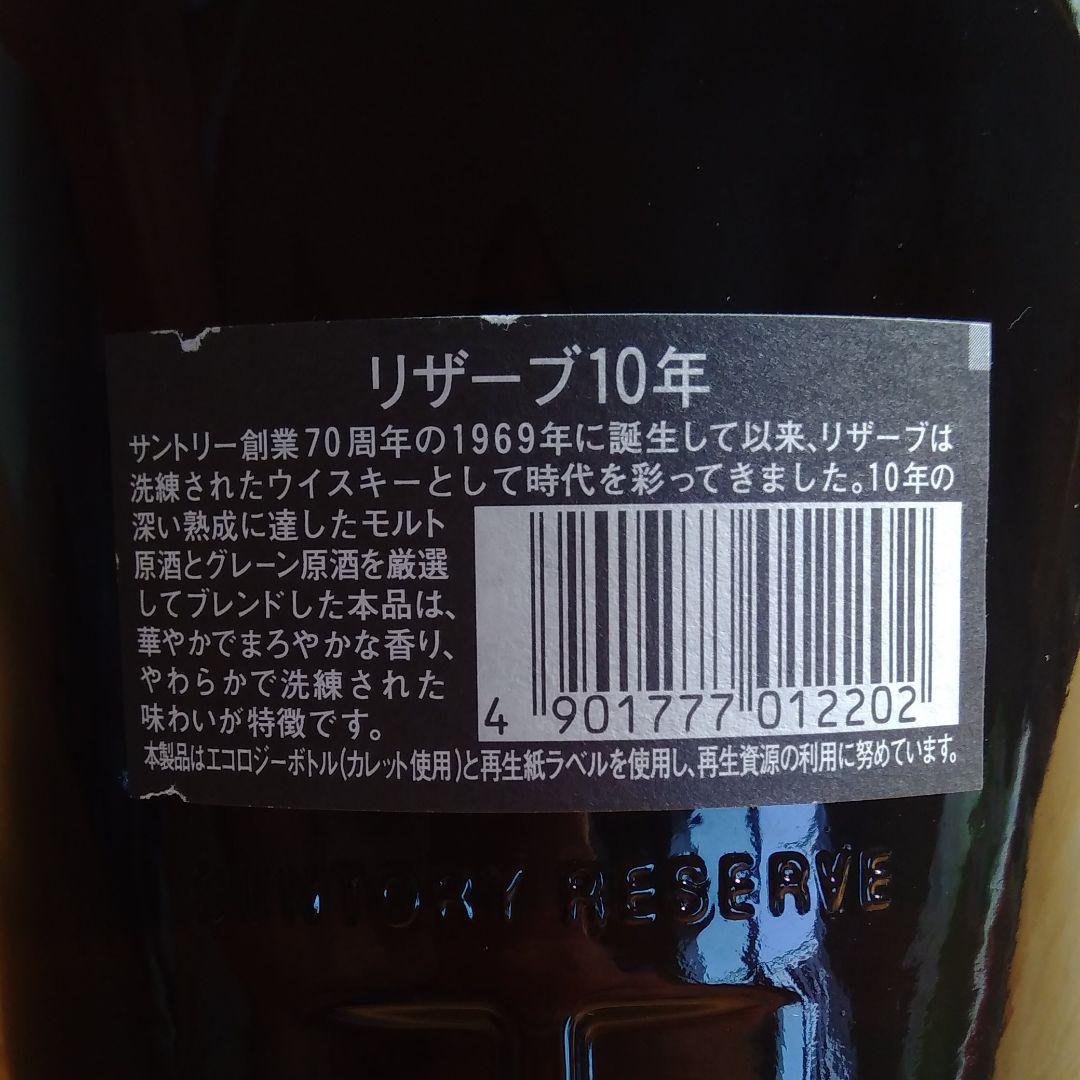 リザーブ10年
サントリー創業70周年の1969年に誕生して以来、リザーブは
洗練されたウイスキーとして時代を彩ってきました。10年の
深い熟成に達したモルト
原酒とグレーン原酒を厳選
してブレンドした本品は、
華やかでまろやかな香り、
やわらかで洗練された
味わいが特徴です。
4 901777 012202
本製品はエコロジーボトル(カレット使用)と再生紙ラベルを使用し、再生資源の利用に努めています。
SUNTORY RESERVE